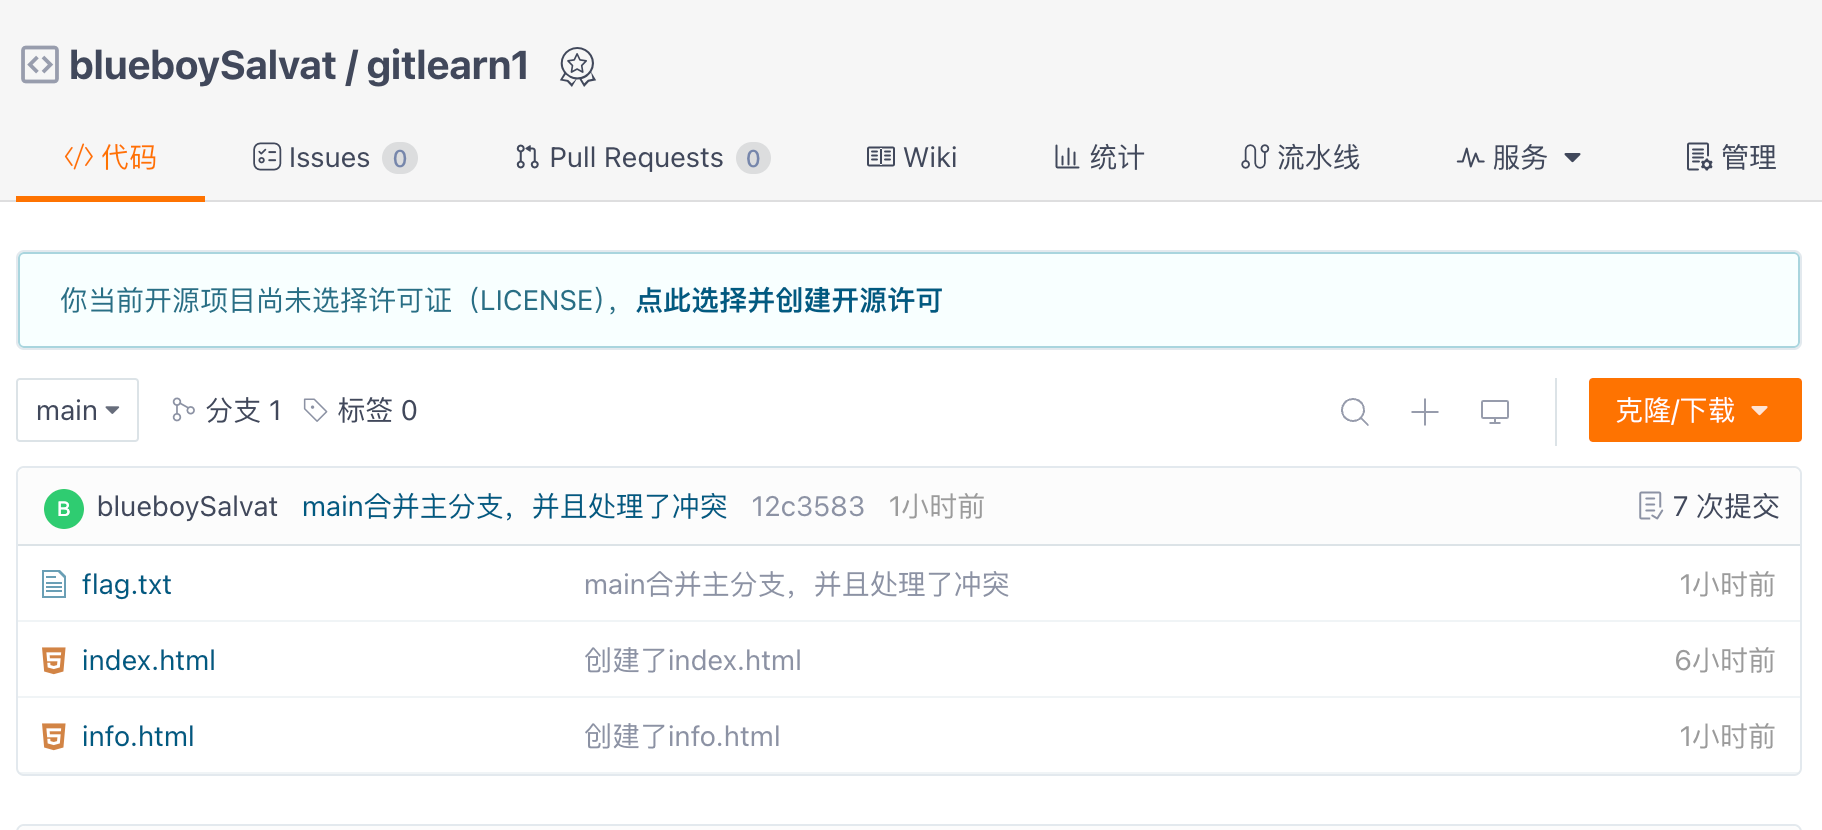 blueboySalvat / gitlearn1
代码 Issues 0 Pull Requests 0 Wiki 统计 流水线 服务 管理
你当前开源项目尚未选择许可证（LICENSE），点此选择并创建开源许可
main 分支 1 标签 0 克隆/下载
B blueboySalvat main合并主分支，并且处理了冲突 12c3583 1小时前 7 次提交
flag.txt main合并主分支，并且处理了冲突 1小时前
index.html 创建了index.html 6小时前
info.html 创建了info.html 1小时前